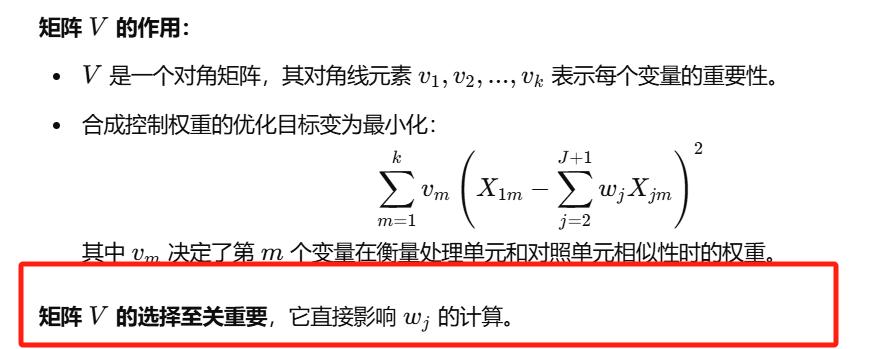 矩阵 V 的作用：
• V 是一个对角矩阵，其对角线元素 v₁, v₂, ..., vₖ 表示每个变量的重要性。
• 合成控制权重的优化目标变为最小化：
\sum_{m=1}^{k} v_m \left( X_{1m} - \sum_{j=2}^{J+1} w_j X_{jm} \right)^2
其中 vₘ 决定了第 m 个变量在衡量处理单元和对照单元相似性时的权重。
矩阵 V 的选择至关重要，它直接影响 wⱼ 的计算。